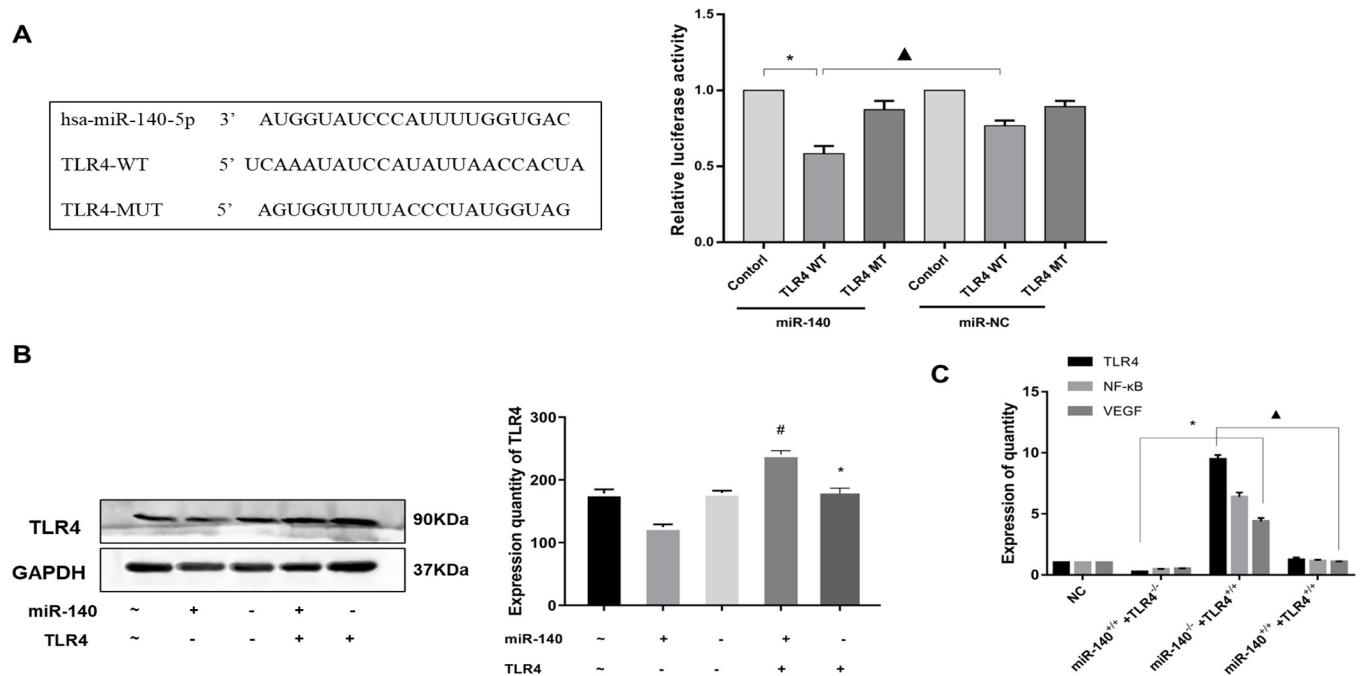 A
hsa-miR-140-5p 3’ AUGGUAUCCCAUUUUGGUGAC
TLR4-WT 5’ UCAAAUAUCCAUAUUAACCACUA
TLR4-MUT 5’ AGUGGUUUUACCCUAUGGUAG
Relative luciferase activity
1.5
1.0
0.5
0.0
* ▲
Contorl TLR4 WT TLR4 MT Contorl TLR4 WT TLR4 MT
miR-140 miR-NC
B
TLR4 90KDa
GAPDH 37KDa
miR-140 ~ + - + -
TLR4 ~ - - + +
Expression quantity of TLR4
300
200
100
0
# *
miR-140 ~ + - + -
TLR4 ~ - - + +
C
TLR4
NF-κB
VEGF
Expression of quantity
15
10
5
0
* ▲
NC miR-140+/+ +TLR4-/- miR-140-/- +TLR4+/+ miR-140+/+ +TLR4+/+